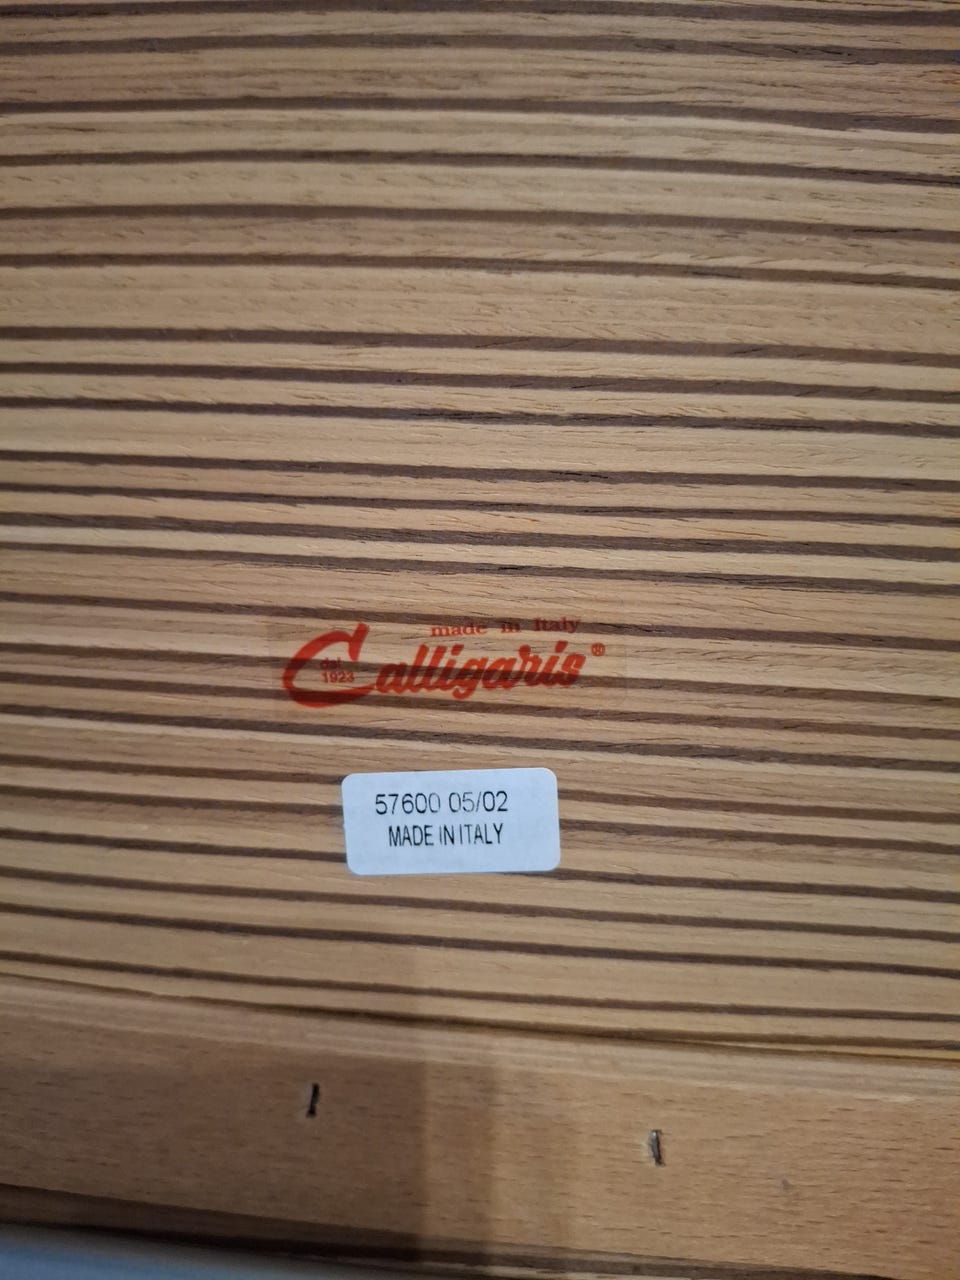 made in italy
Calligaris®
dal
1923
57600 05/02
MADE IN ITALY